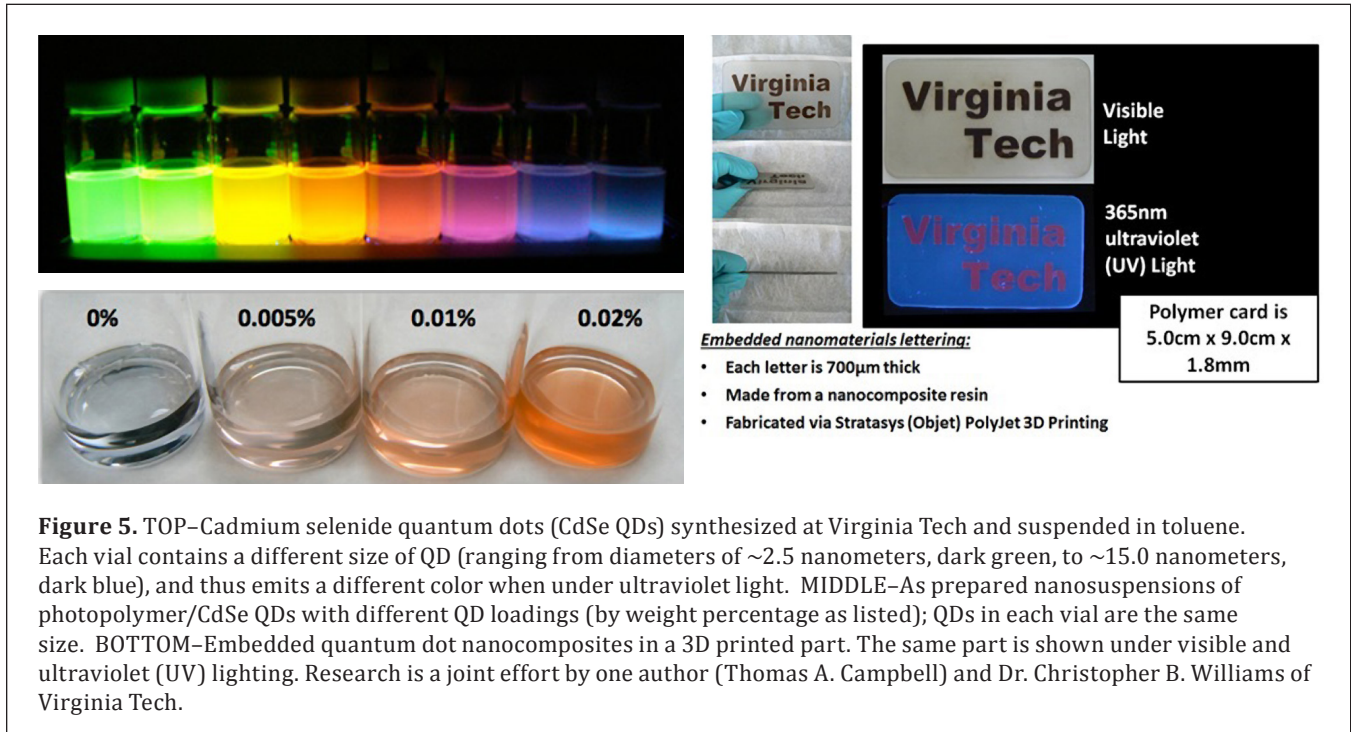 0%
0.005%
0.01%
0.02%
Virginia
Tech
Virginia
Tech
Virginia
Tech
Visible
Light
Virginia
Tech
365nm
ultraviolet
(UV) Light
Polymer card is
5.0cm x 9.0cm x
1.8mm
Embedded nanomaterials lettering:
• Each letter is 700µm thick
• Made from a nanocomposite resin
• Fabricated via Stratasys (Objet) PolyJet 3D Printing
Figure 5. TOP–Cadmium selenide quantum dots (CdSe QDs) synthesized at Virginia Tech and suspended in toluene.
Each vial contains a different size of QD (ranging from diameters of ~2.5 nanometers, dark green, to ~15.0 nanometers,
dark blue), and thus emits a different color when under ultraviolet light. MIDDLE–As prepared nanosuspensions of
photopolymer/CdSe QDs with different QD loadings (by weight percentage as listed); QDs in each vial are the same
size. BOTTOM–Embedded quantum dot nanocomposites in a 3D printed part. The same part is shown under visible and
ultraviolet (UV) lighting. Research is a joint effort by one author (Thomas A. Campbell) and Dr. Christopher B. Williams of
Virginia Tech.